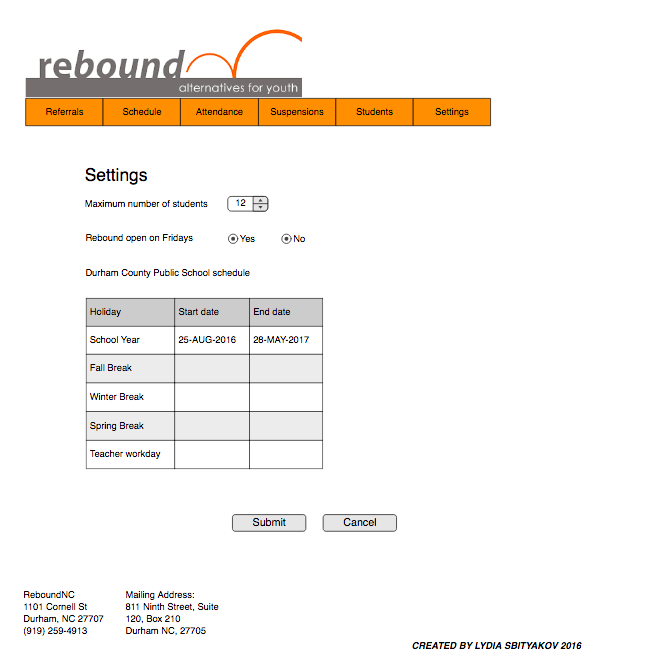 rebound
alternatives for youth
Referrals Schedule Attendance Suspensions Students Settings
Settings
Maximum number of students 12
Rebound open on Fridays Yes No
Durham County Public School schedule
Holiday Start date End date
School Year 25-AUG-2016 28-MAY-2017
Fall Break
Winter Break
Spring Break
Teacher workday
Submit Cancel
ReboundNC
1101 Cornell St
Durham, NC 27707
(919) 259-4913
Mailing Address:
811 Ninth Street, Suite
120, Box 210
Durham NC, 27705
CREATED BY LYDIA SBITYAKOV 2016